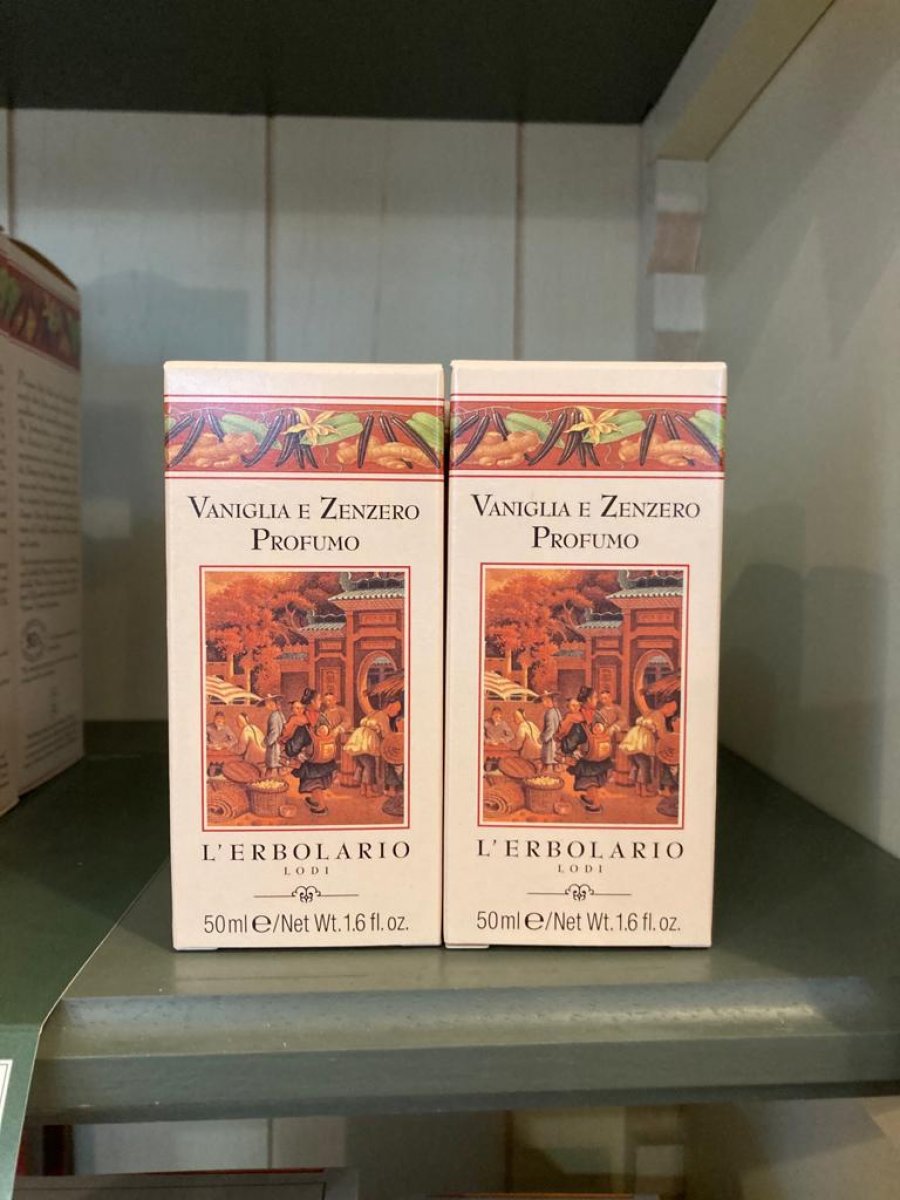 VANIGLIA E ZENZERO
PROFUMO
L'ERBOLARIO
LODI
50ml e/Net Wt. 1.6 fl. oz.
VANIGLIA E ZENZERO
PROFUMO
L'ERBOLARIO
LODI
50ml e/Net Wt. 1.6 fl. oz.